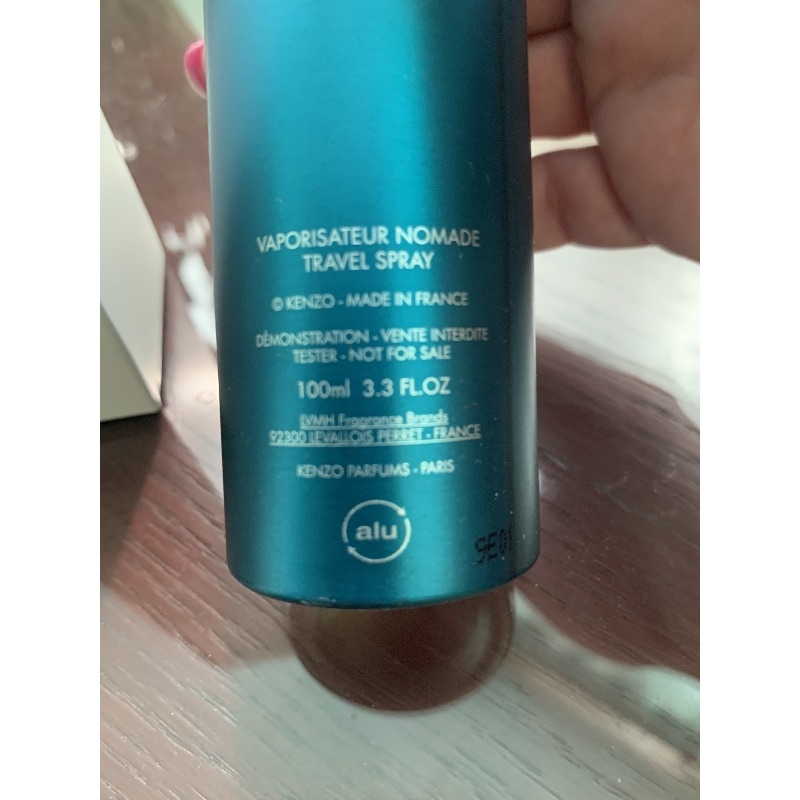 VAPORISATEUR NOMADE
TRAVEL SPRAY
© KENZO - MADE IN FRANCE
DÉMONSTRATION - VENTE INTERDITE
TESTER - NOT FOR SALE
100ml 3.3 FL.OZ
LVMH Fragrance Brands
92300 LEVALLOIS PERRET - FRANCE
KENZO PARFUMS - PARIS
alu
9E01